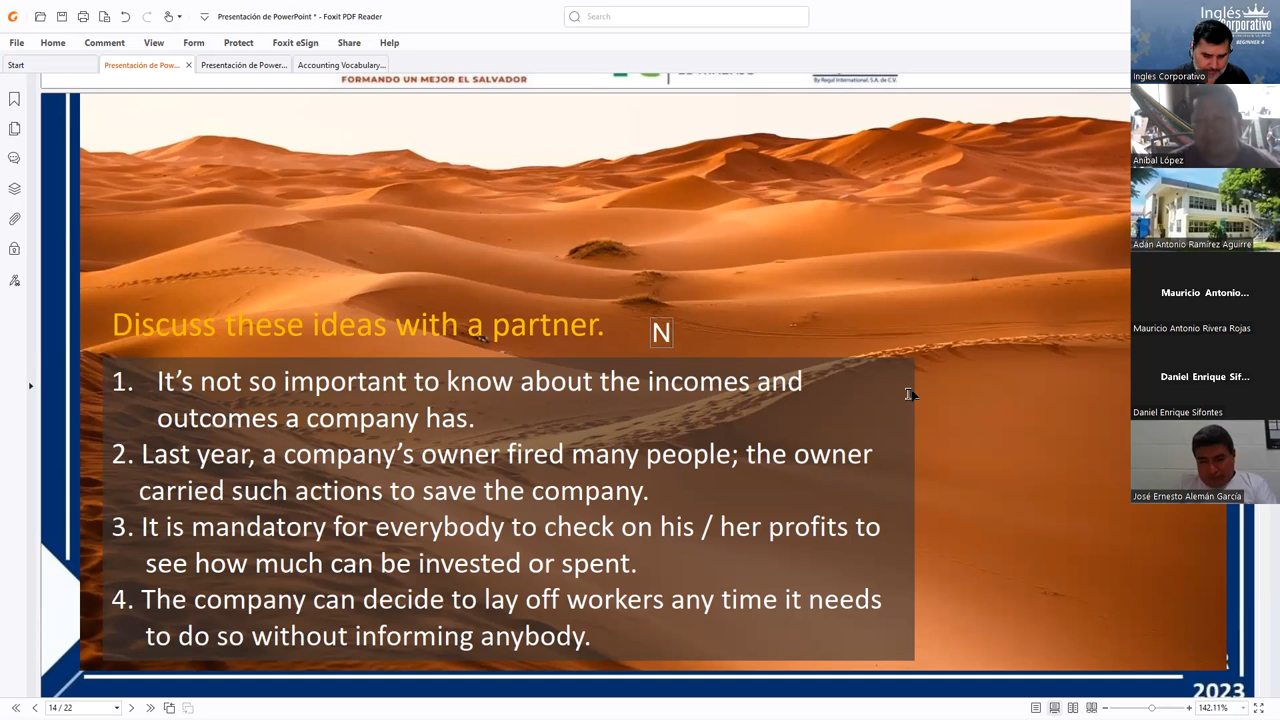 Presentación de PowerPoint * - Foxit PDF Reader
Search
File Home Comment View Form Protect Foxit eSign Share Help
Start
Presentación de Pow...
Presentación de Power...
Accounting Vocabulary...
FORMANDO UN MEJOR EL SALVADOR
By Regal International, S.A. de C.V.
Discuss these ideas with a partner.
N
1. It's not so important to know about the incomes and
outcomes a company has.
2. Last year, a company's owner fired many people; the owner
carried such actions to save the company.
3. It is mandatory for everybody to check on his / her profits to
see how much can be invested or spent.
4. The company can decide to lay off workers any time it needs
to do so without informing anybody.
2023
14 / 22
142.11%
Inglés
Corporativo
BEGINNER 4
Ingles Corporativo
Anibal López
Adán Antonio Ramírez Aguirre
Mauricio Antonio...
Mauricio Antonio Rivera Rojas
Daniel Enrique Sif...
Daniel Enrique Sifontes
José Ernesto Alemán García